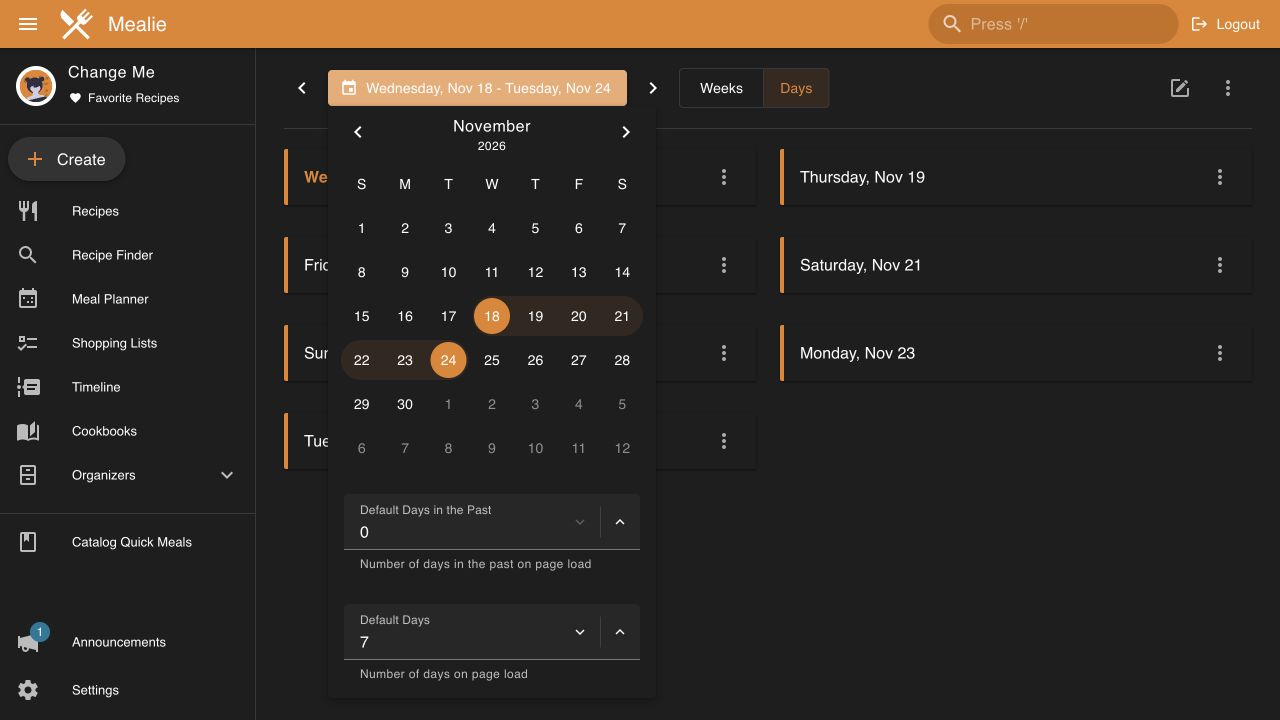 Mealie
Press '/'
Logout
Change Me
Favorite Recipes
Create
Recipes
Recipe Finder
Meal Planner
Shopping Lists
Timeline
Cookbooks
Organizers
Catalog Quick Meals
1
Announcements
Settings
Wednesday, Nov 18 - Tuesday, Nov 24
Weeks
Days
November
2026
S M T W T F S
1 2 3 4 5 6 7
8 9 10 11 12 13 14
15 16 17 18 19 20 21
22 23 24 25 26 27 28
29 30 1 2 3 4 5
6 7 8 9 10 11 12
Default Days in the Past
0
Number of days in the past on page load
Default Days
7
Number of days on page load
We
Thursday, Nov 19
Fri
Saturday, Nov 21
Sun
Monday, Nov 23
Tue